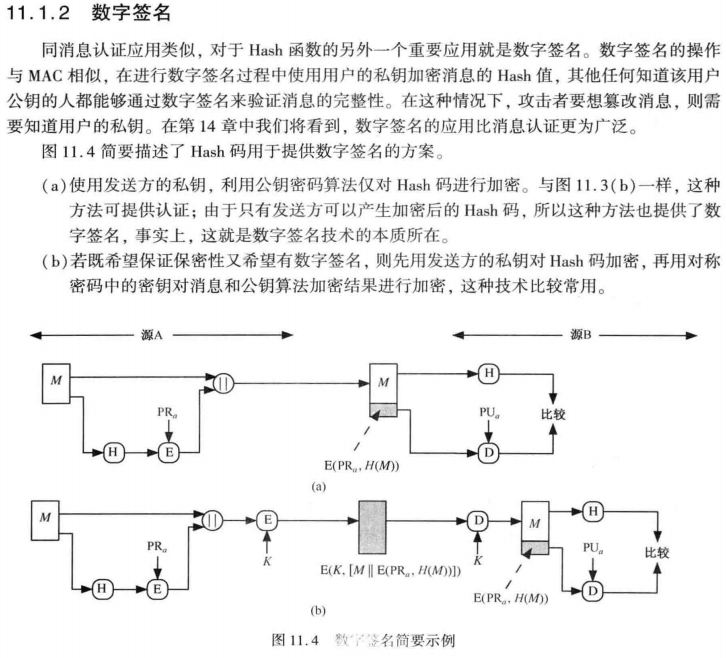 11.1.2 数字签名
同消息认证应用类似，对于 Hash 函数的另外一个重要应用就是数字签名。数字签名的操作
与 MAC 相似，在进行数字签名过程中使用用户的私钥加密消息的 Hash 值，其他任何知道该用户
公钥的人都能够通过数字签名来验证消息的完整性。在这种情况下，攻击者要想篡改消息，则需
要知道用户的私钥。在第 14 章中我们将看到，数字签名的应用比消息认证更为广泛。
图 11.4 简要描述了 Hash 码用于提供数字签名的方案。
(a)使用发送方的私钥，利用公钥密码算法仅对 Hash 码进行加密。与图 11.3(b)一样，这种
方法可提供认证；由于只有发送方可以产生加密后的 Hash 码，所以这种方法也提供了数
字签名，事实上，这就是数字签名技术的本质所在。
(b)若既希望保证保密性又希望有数字签名，则先用发送方的私钥对 Hash 码加密，再用对称
密码中的密钥对消息和公钥算法加密结果进行加密，这种技术比较常用。
源A 源B
M || M H
PRa PUa 比较
H E D
E(PRa, H(M))
(a)
M || E D M H
PRa K K PUa 比较
E(K, [M || E(PRa, H(M))])
H E D
E(PRa, H(M))
(b)
图 11.4 数字签名简要示例